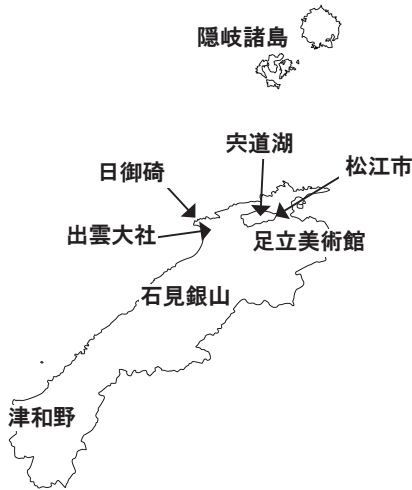 隠岐諸島
宍道湖
松江市
日御碕
出雲大社
足立美術館
石見銀山
津和野